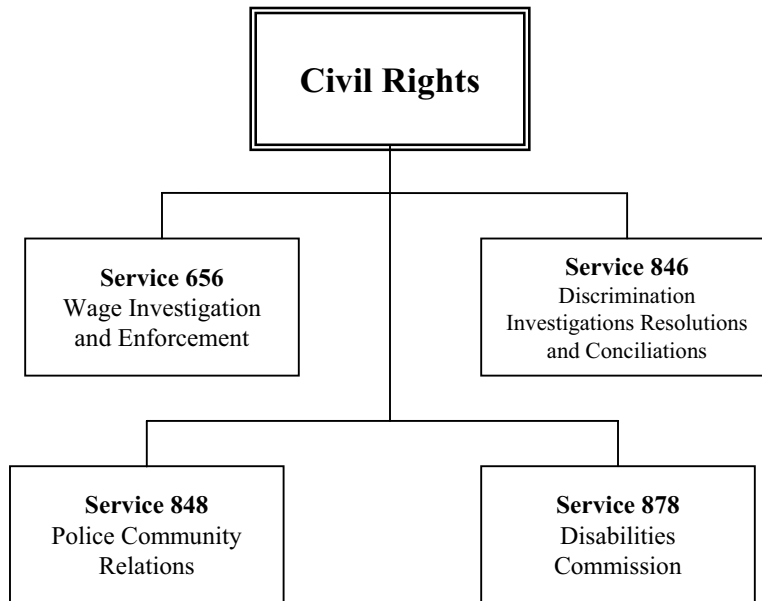 Civil Rights
Service 656
Wage Investigation
and Enforcement
Service 846
Discrimination
Investigations Resolutions
and Conciliations
Service 848
Police Community
Relations
Service 878
Disabilities
Commission